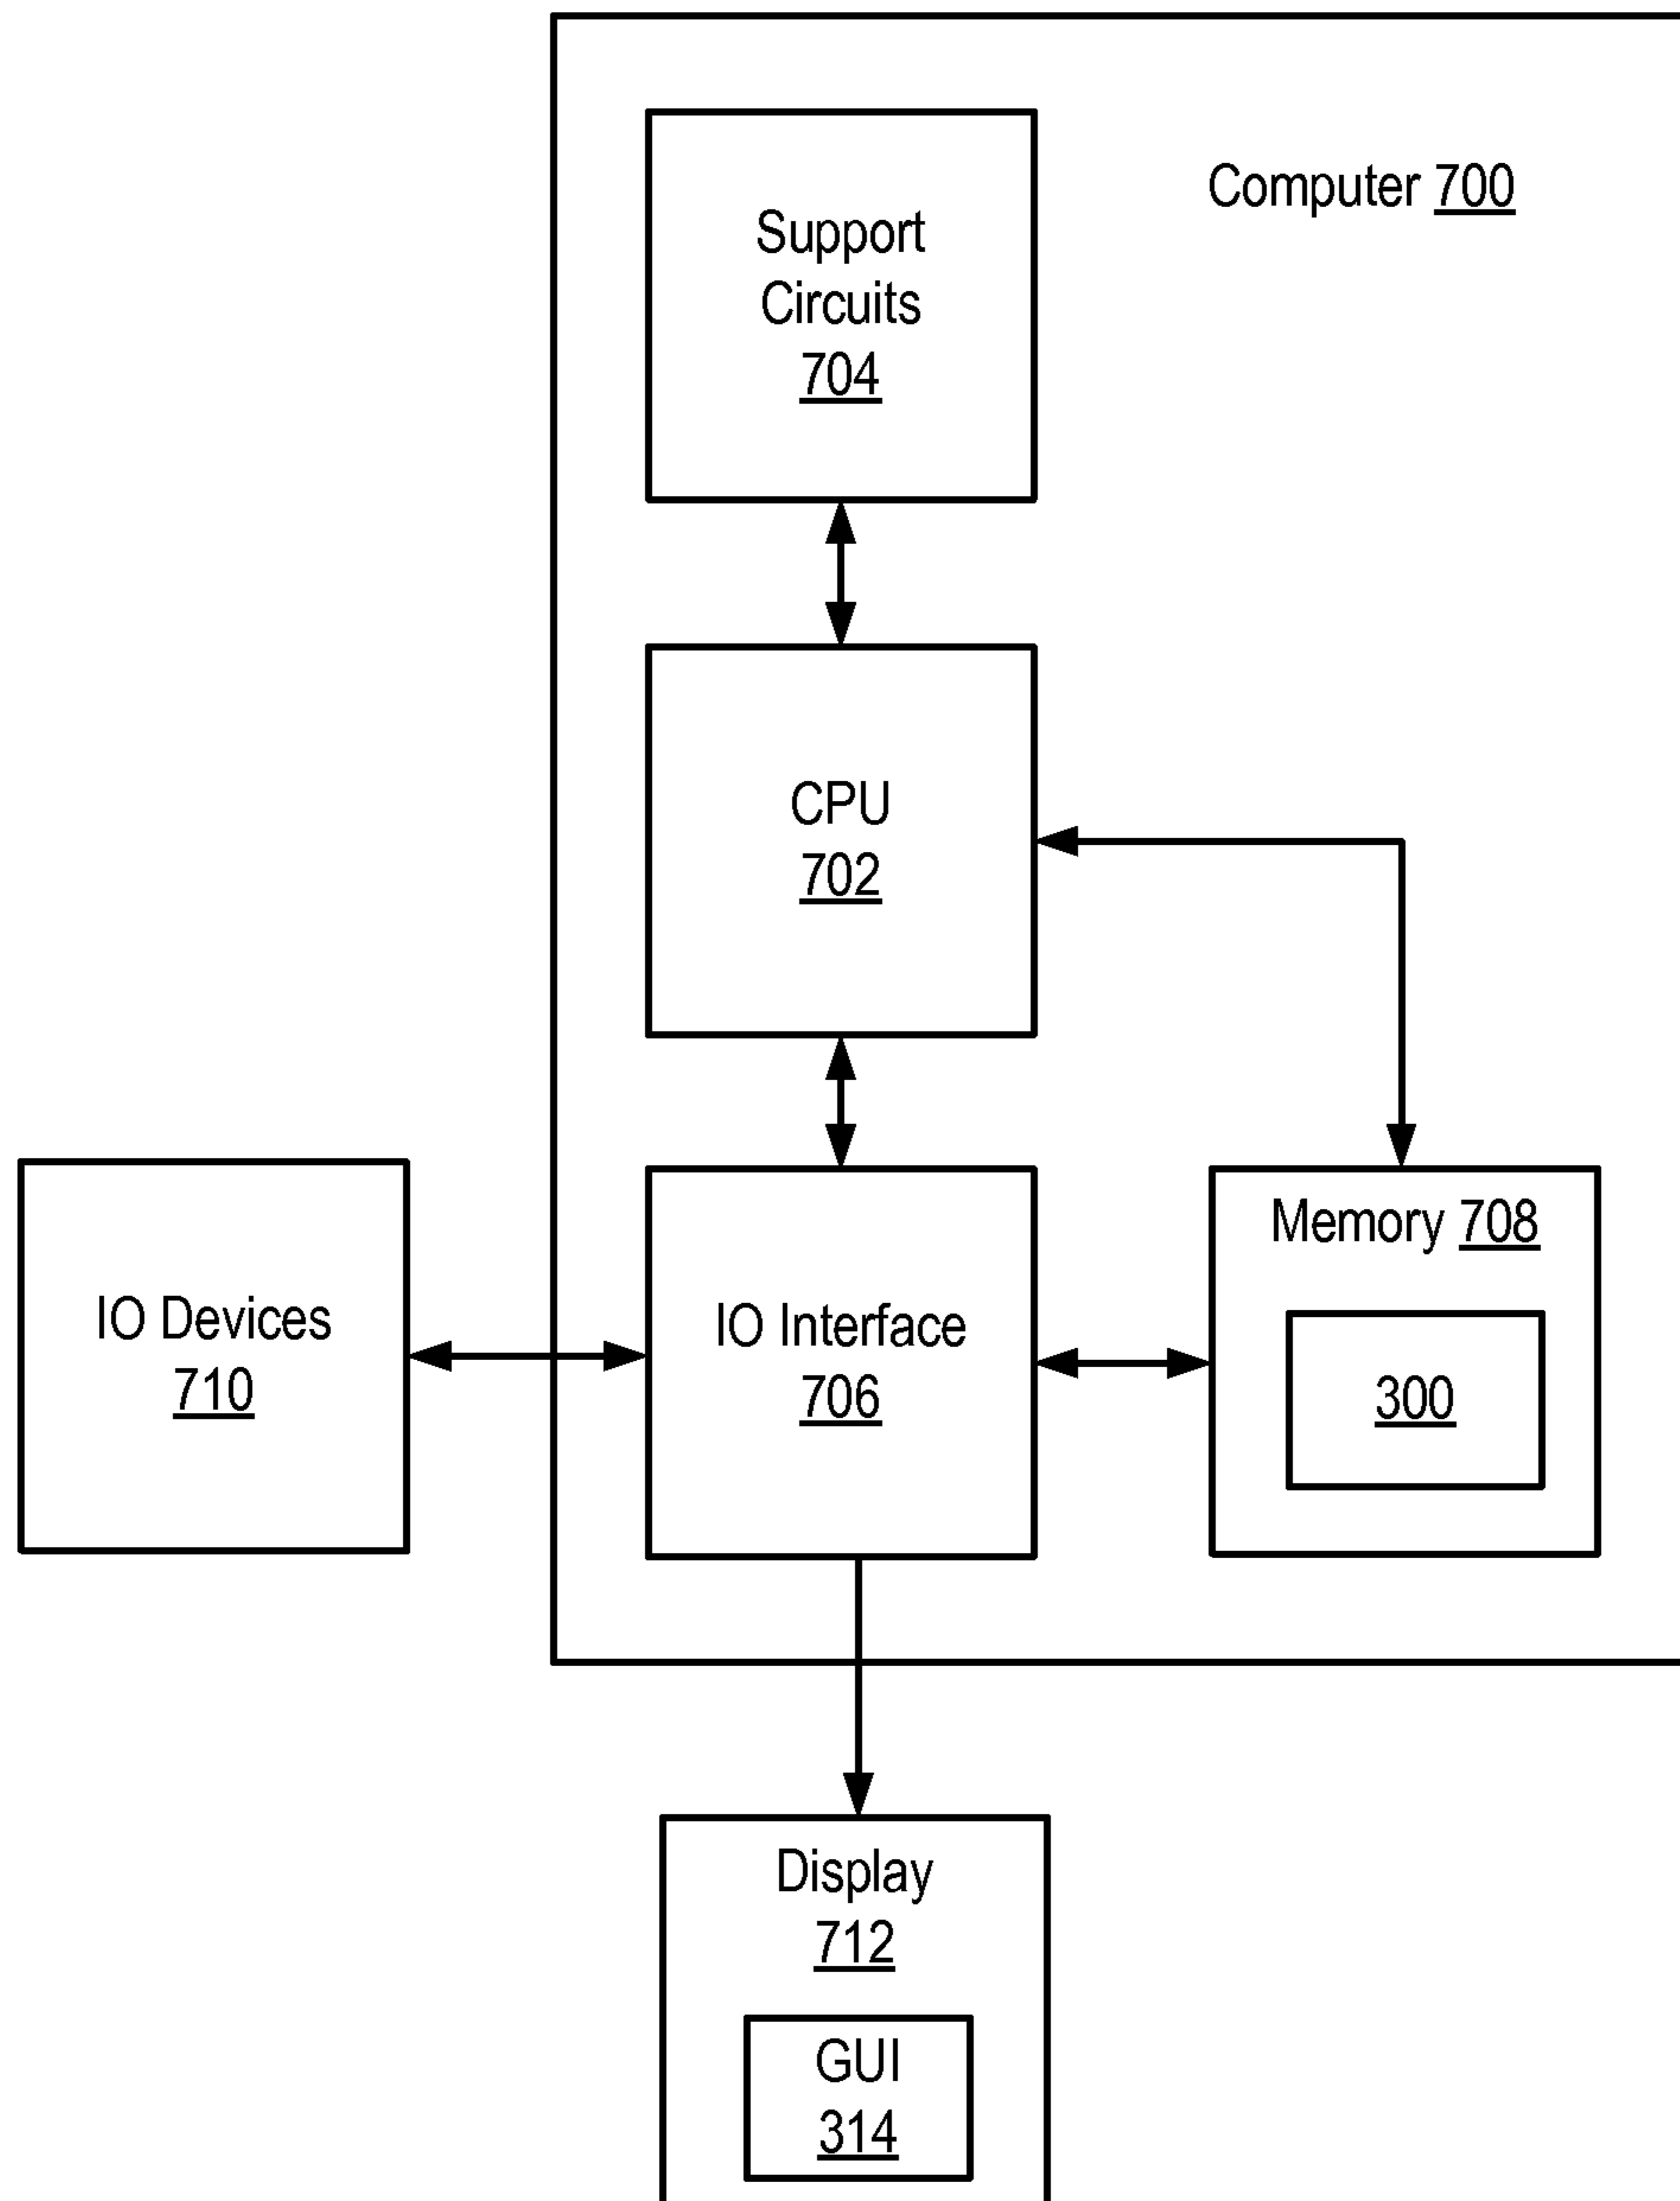 Computer 700
Support
Circuits
704
CPU
702
IO Devices
710
IO Interface
706
Memory 708
300
Display
712
GUI
314